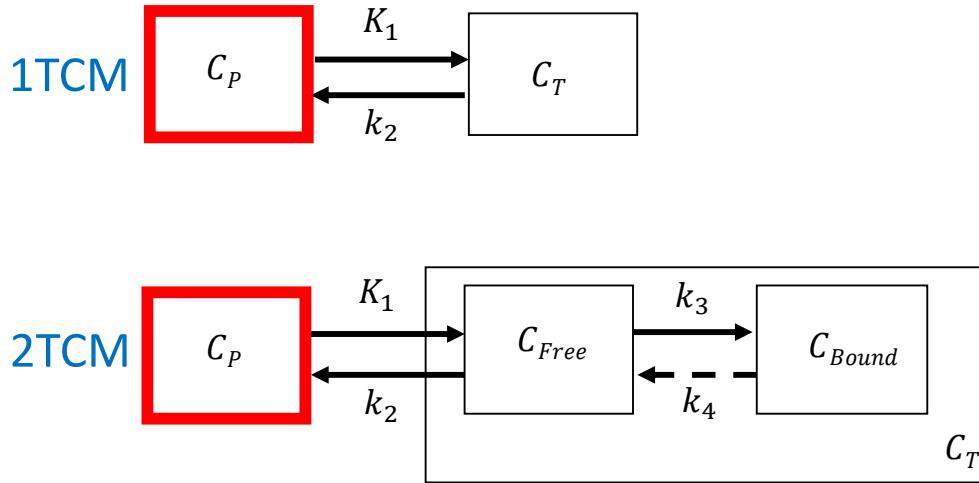 1TCM
C_P
K_1
C_T
k_2
2TCM
C_P
K_1
C_Free
k_3
C_Bound
k_2
k_4
C_T